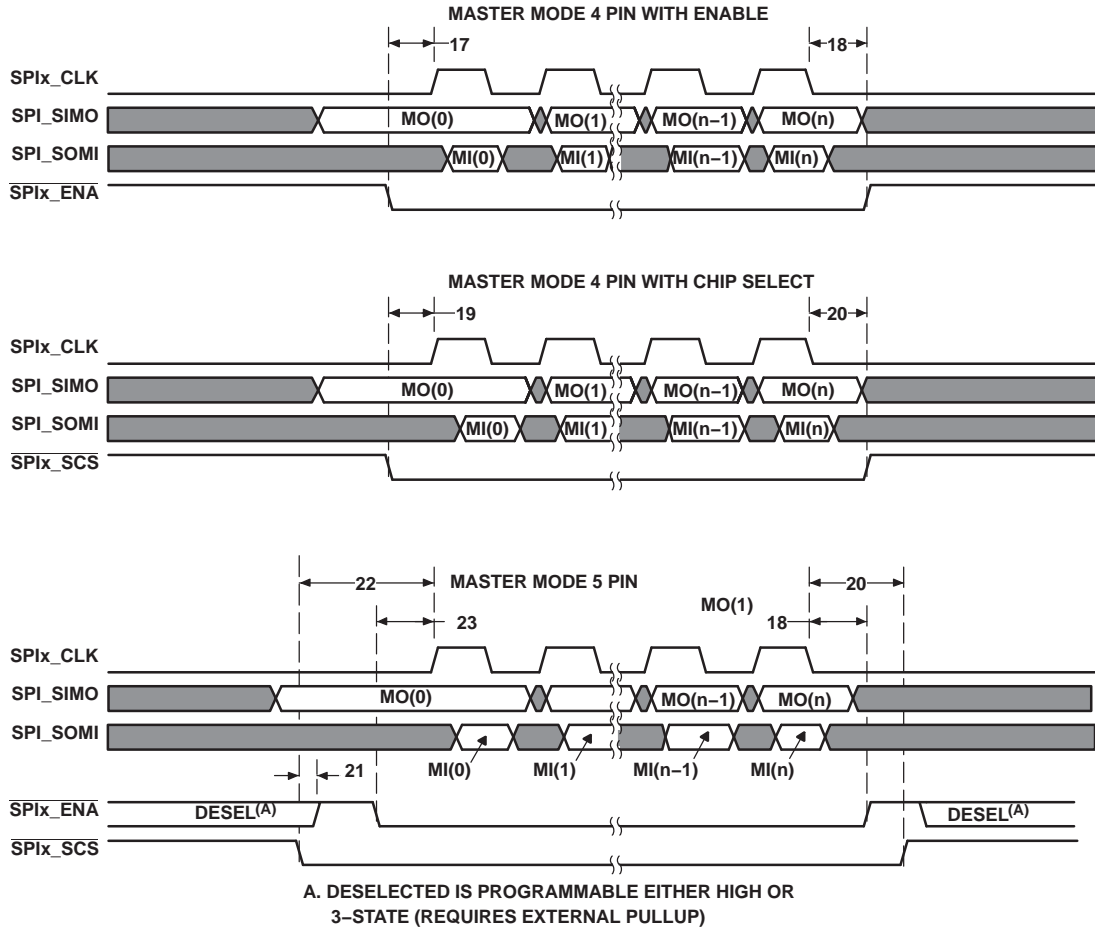 MASTER MODE 4 PIN WITH ENABLE
17
18
SPIx_CLK
SPI_SIMO
MO(0)
MO(1)
MO(n−1)
MO(n)
SPI_SOMI
MI(0)
MI(1)
MI(n−1)
MI(n)
SPIx_ENA
MASTER MODE 4 PIN WITH CHIP SELECT
19
20
SPIx_CLK
SPI_SIMO
MO(0)
MO(1)
MO(n−1)
MO(n)
SPI_SOMI
MI(0)
MI(1)
MI(n−1)
MI(n)
SPIx_SCS
22
MASTER MODE 5 PIN
20
MO(1)
23
18
SPIx_CLK
SPI_SIMO
MO(0)
MO(n−1)
MO(n)
SPI_SOMI
MI(0)
MI(1)
MI(n−1)
MI(n)
21
SPIx_ENA
DESEL(A)
DESEL(A)
SPIx_SCS
A. DESELECTED IS PROGRAMMABLE EITHER HIGH OR
3−STATE (REQUIRES EXTERNAL PULLUP)